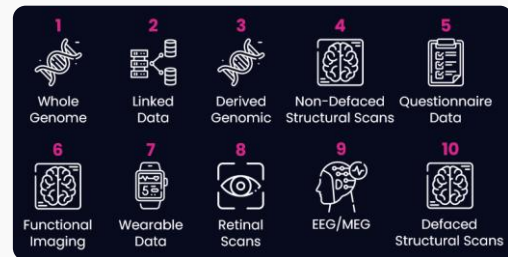 1
Whole
Genome
2
Linked
Data
3
Derived
Genomic
4
Non-Defaced
Structural Scans
5
Questionnaire
Data
6
Functional
Imaging
7
Wearable
Data
8
Retinal
Scans
9
EEG/MEG
10
Defaced
Structural Scans